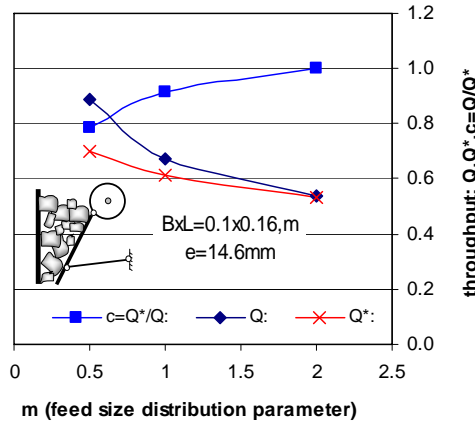 1.2
1.0
0.8
0.6
0.4
0.2
0.0
throughput: Q,Q*,c=Q/Q*
BxL=0.1x0.16,m
e=14.6mm
c=Q*/Q: Q: Q*:
0 0.5 1 1.5 2 2.5
m (feed size distribution parameter)